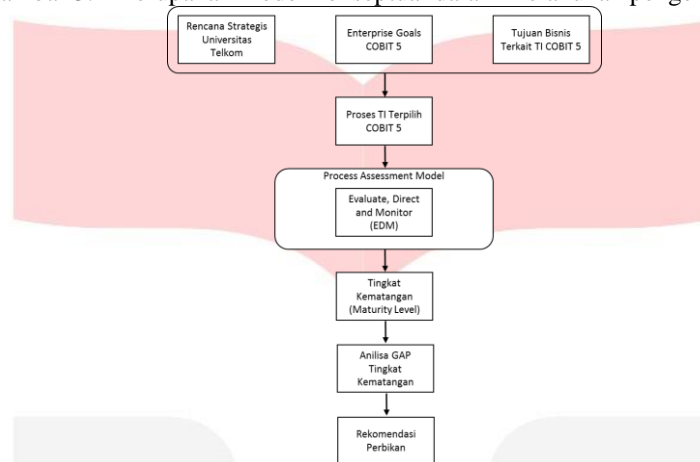 Rencana Strategis
Universitas
Telkom
Enterprise Goals
COBIT 5
Tujuan Bisnis
Terkait TI COBIT 5
Proses TI Terpilih
COBIT 5
Process Assessment Model
Evaluate, Direct
and Monitor
(EDM)
Tingkat
Kematangan
(Maturity Level)
Anilisa GAP
Tingkat
Kematangan
Rekomendasi
Perbikan